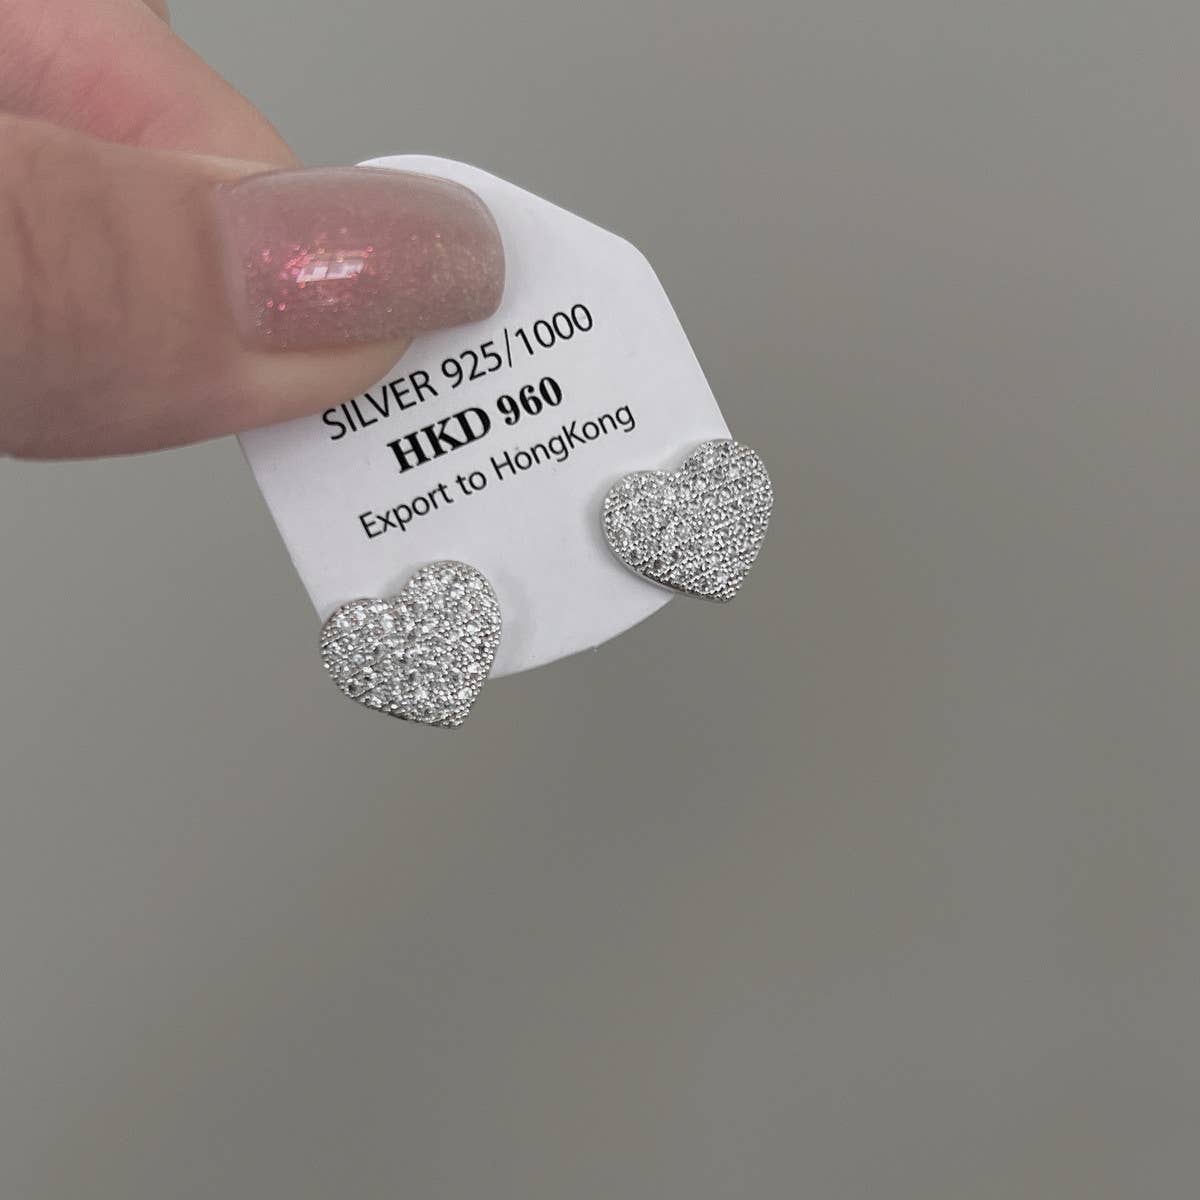 SILVER 925/1000
HKD 960
Export to HongKong